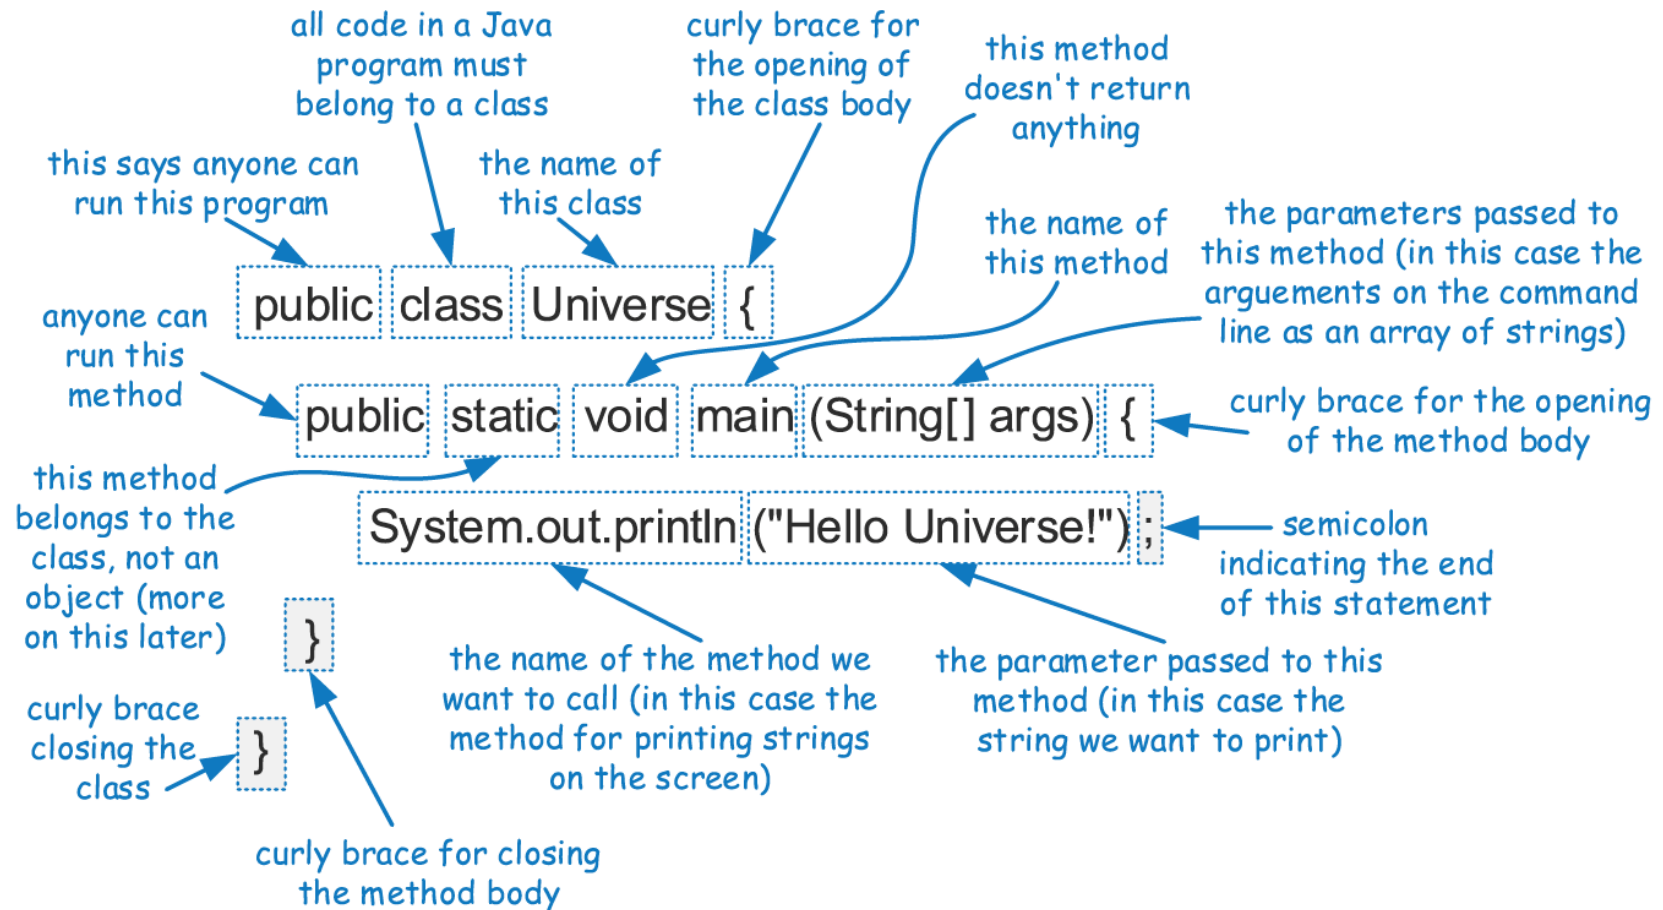 all code in a Java
program must
belong to a class
curly brace for
the opening of
the class body
this method
doesn't return
anything
this says anyone can
run this program
the name of
this class
the name of
this method
the parameters passed to
this method (in this case the
arguements on the command
line as an array of strings)
public class Universe {
anyone can
run this
method
public static void main (String[] args) {
curly brace for the opening
of the method body
this method
belongs to the
class, not an
object (more
on this later)
System.out.println ("Hello Universe!") ;
semicolon
indicating the end
of this statement
}
the name of the method we
want to call (in this case the
method for printing strings
on the screen)
the parameter passed to this
method (in this case the
string we want to print)
curly brace
closing the
class
}
curly brace for closing
the method body